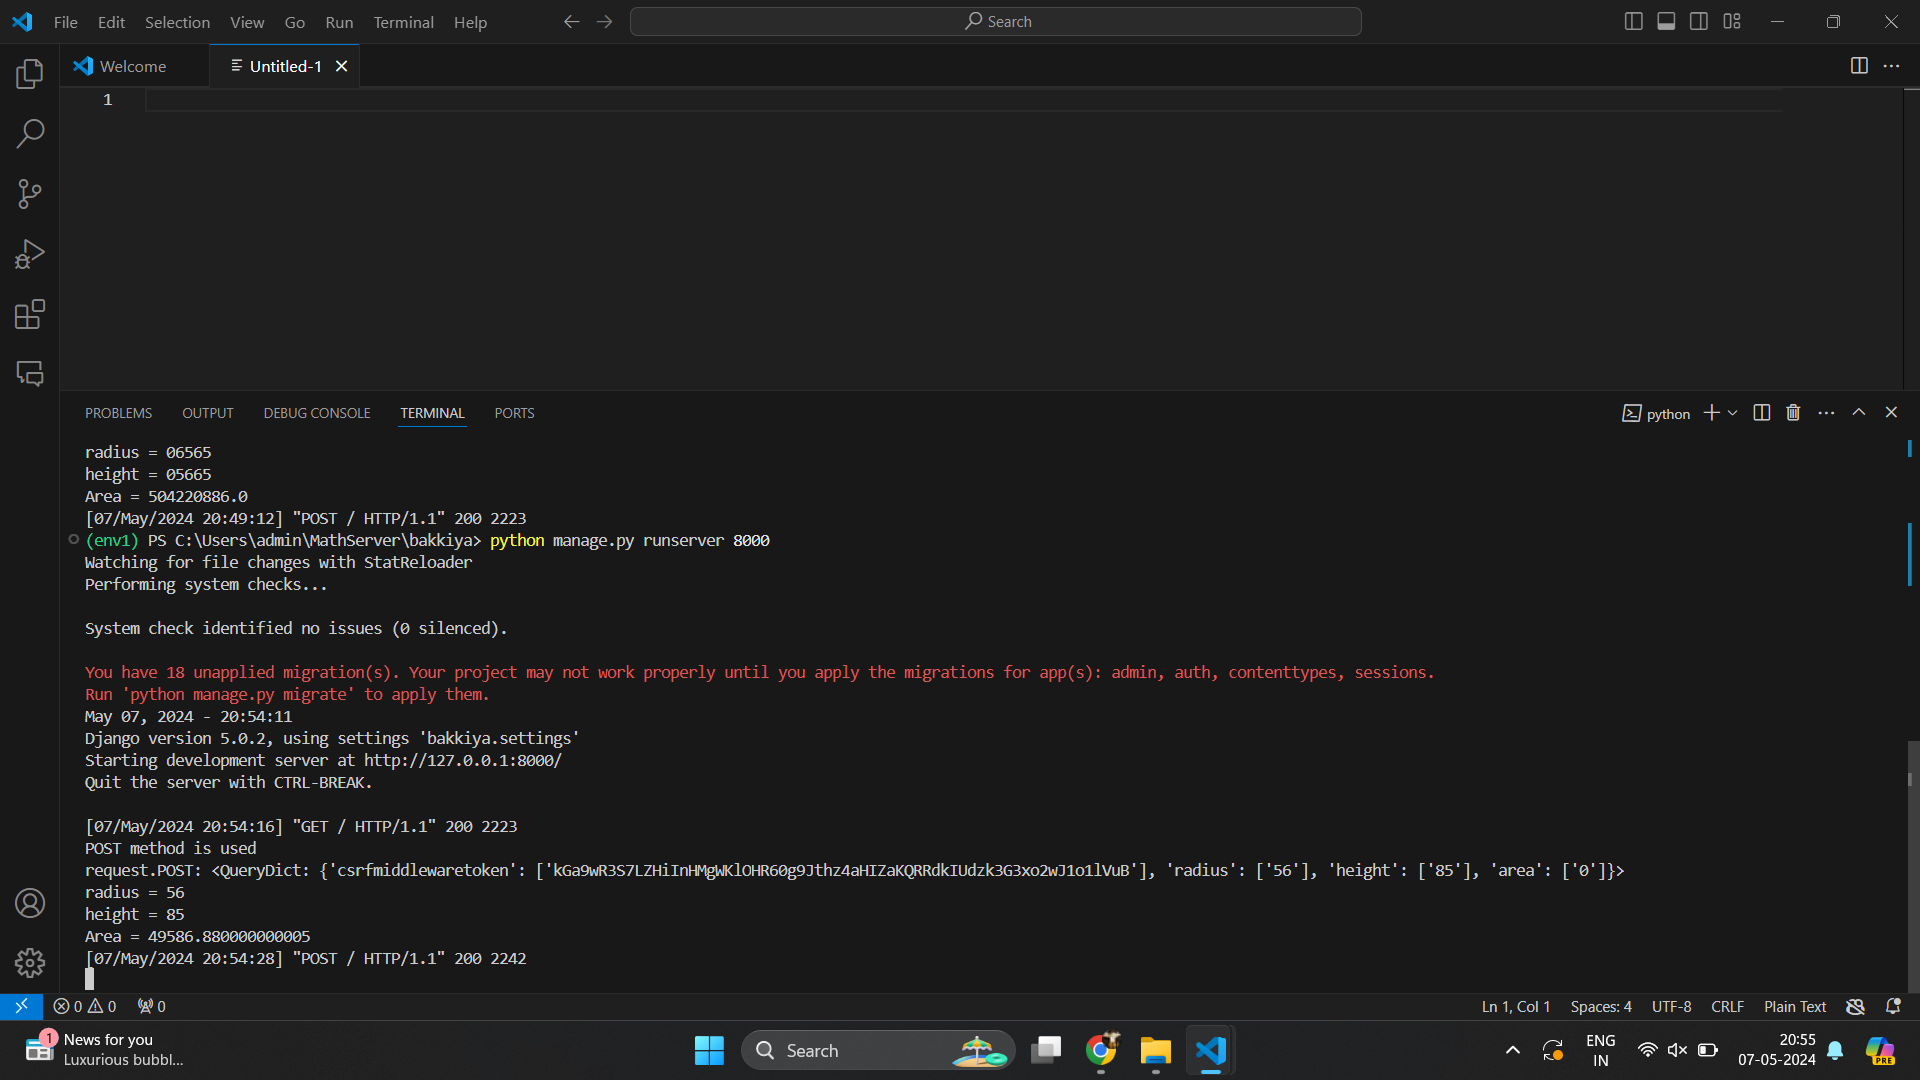 File Edit Selection View Go Run Terminal Help
Search
Welcome
Untitled-1
1
PROBLEMS OUTPUT DEBUG CONSOLE TERMINAL PORTS
python
radius = 06565
height = 05665
Area = 504220886.0
[07/May/2024 20:49:12] "POST / HTTP/1.1" 200 2223
(env1) PS C:\Users\admin\MathServer\bakkiya> python manage.py runserver 8000
Watching for file changes with StatReloader
Performing system checks...
System check identified no issues (0 silenced).
You have 18 unapplied migration(s). Your project may not work properly until you apply the migrations for app(s): admin, auth, contenttypes, sessions.
Run 'python manage.py migrate' to apply them.
May 07, 2024 - 20:54:11
Django version 5.0.2, using settings 'bakkiya.settings'
Starting development server at http://127.0.0.1:8000/
Quit the server with CTRL-BREAK.
[07/May/2024 20:54:16] "GET / HTTP/1.1" 200 2223
POST method is used
request.POST: <QueryDict: {'csrfmiddlewaretoken': ['kGa9wR3S7LZHiInHMgWKlOHR60g9Jthz4aHIZaKQRRdkIUdzk3G3xo2wJ1o1lVuB'], 'radius': ['56'], 'height': ['85'], 'area': ['0']}>
radius = 56
height = 85
Area = 49586.880000000005
[07/May/2024 20:54:28] "POST / HTTP/1.1" 200 2242
0 0 0
Ln 1, Col 1 Spaces: 4 UTF-8 CRLF Plain Text
1
News for you
Luxurious bubbl...
Search
ENG
IN
20:55
07-05-2024
PRE